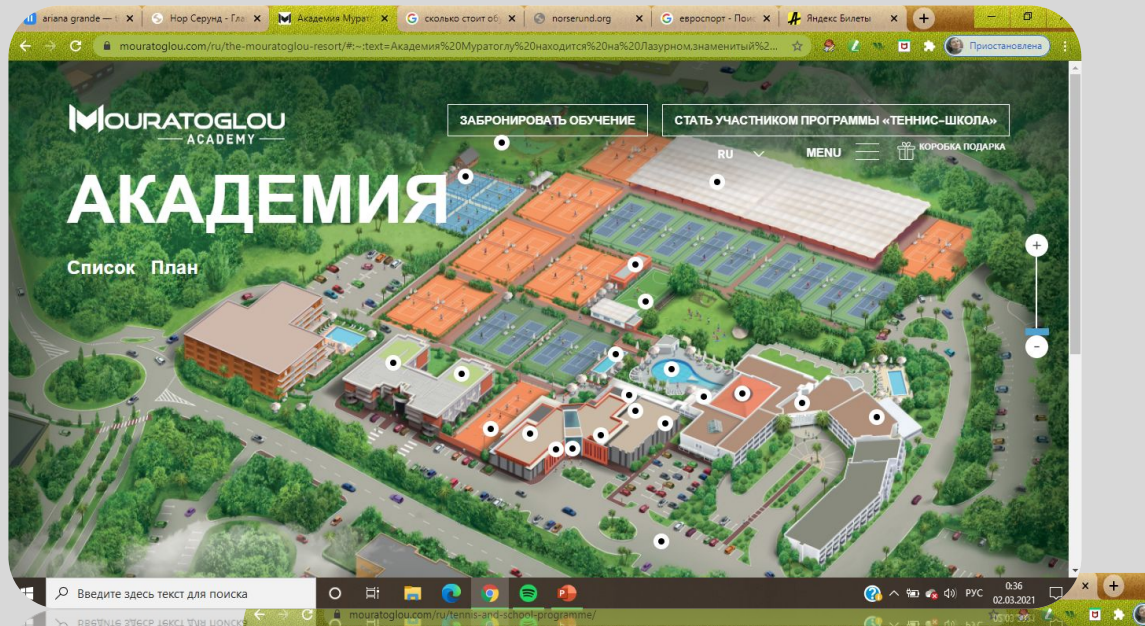 ariana grande —
Нор Серунд - Гла
Академия Мурат
сколько стоит об
norserund.org
евроспорт - Пои
Яндекс Билеты
mouratoglou.com/ru/the-mouratoglou-resort/#:~:text=Академия%20Муратоглу%20находится%20на%20Лазурном,знаменитый%2...
Приостановлена
MOURATOGLOU
ACADEMY
ЗАБРОНИРОВАТЬ ОБУЧЕНИЕ
СТАТЬ УЧАСТНИКОМ ПРОГРАММЫ «ТЕННИС-ШКОЛА»
RU
MENU
КОРОБКА ПОДАРКА
АКАДЕМИЯ
Список План
Введите здесь текст для поиска
РУС
0:36
02.03.2021
mouratoglou.com/ru/tennis-and-school-programme/